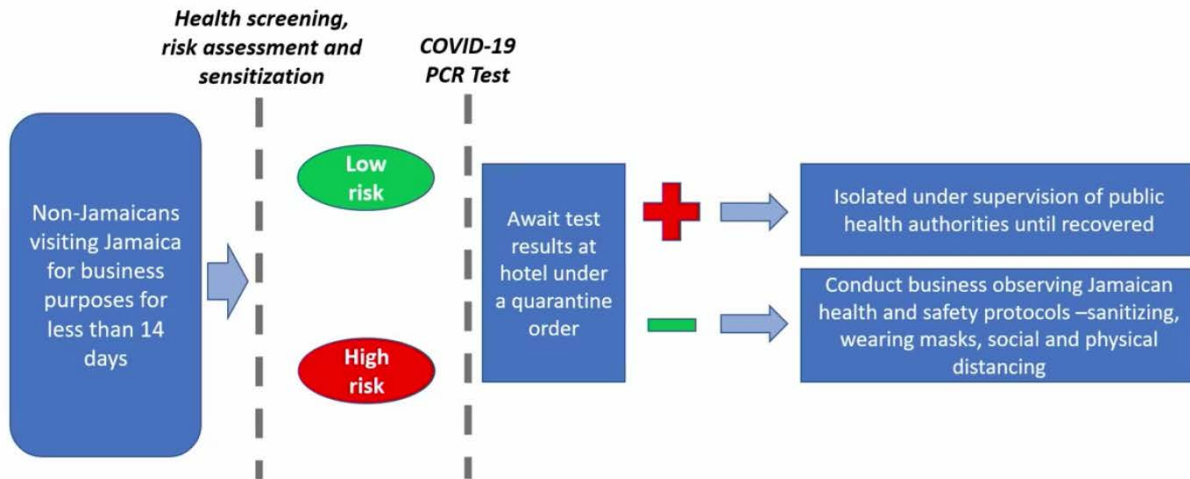 Health screening,
risk assessment and
sensitization
COVID-19
PCR Test
Non-Jamaicans
visiting Jamaica
for business
purposes for
less than 14
days
Low
risk
High
risk
Await test
results at
hotel under
a quarantine
order
Isolated under supervision of public
health authorities until recovered
Conduct business observing Jamaican
health and safety protocols –sanitizing,
wearing masks, social and physical
distancing